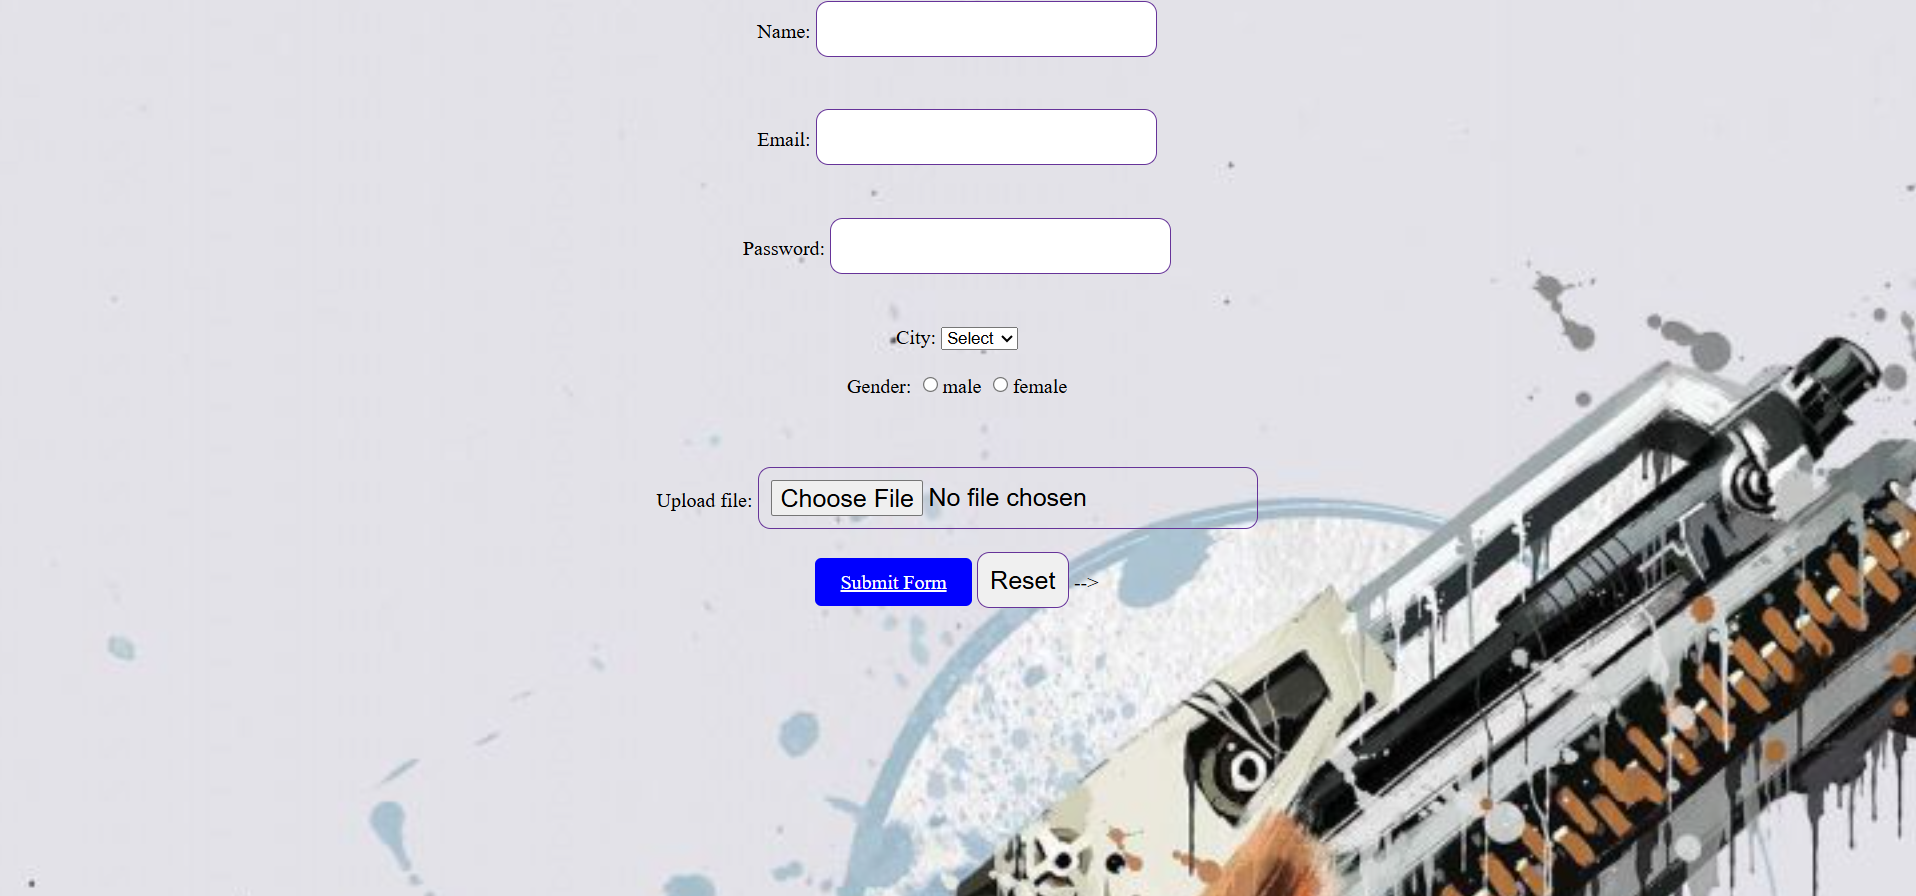 Name:
Email:
Password:
City: Select
Gender: male female
Upload file: Choose File No file chosen
Submit Form Reset -->